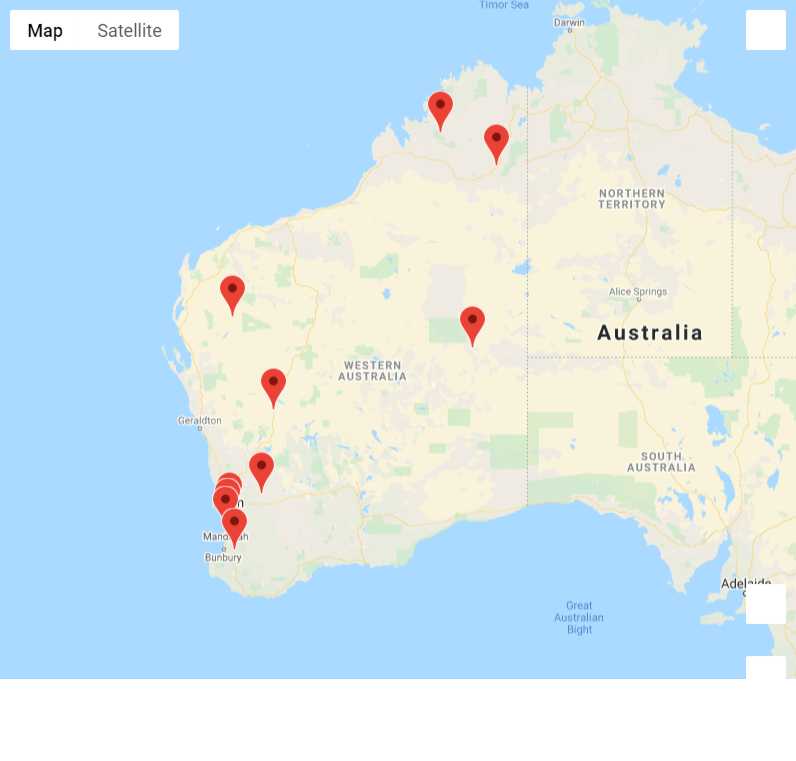 Timor Sea
Map Satellite
Darwin
NORTHERN
TERRITORY
Alice Springs
Australia
WESTERN
AUSTRALIA
Geraldton
SOUTH
AUSTRALIA
Bunbury
Adelaide
Great
Australian
Bight